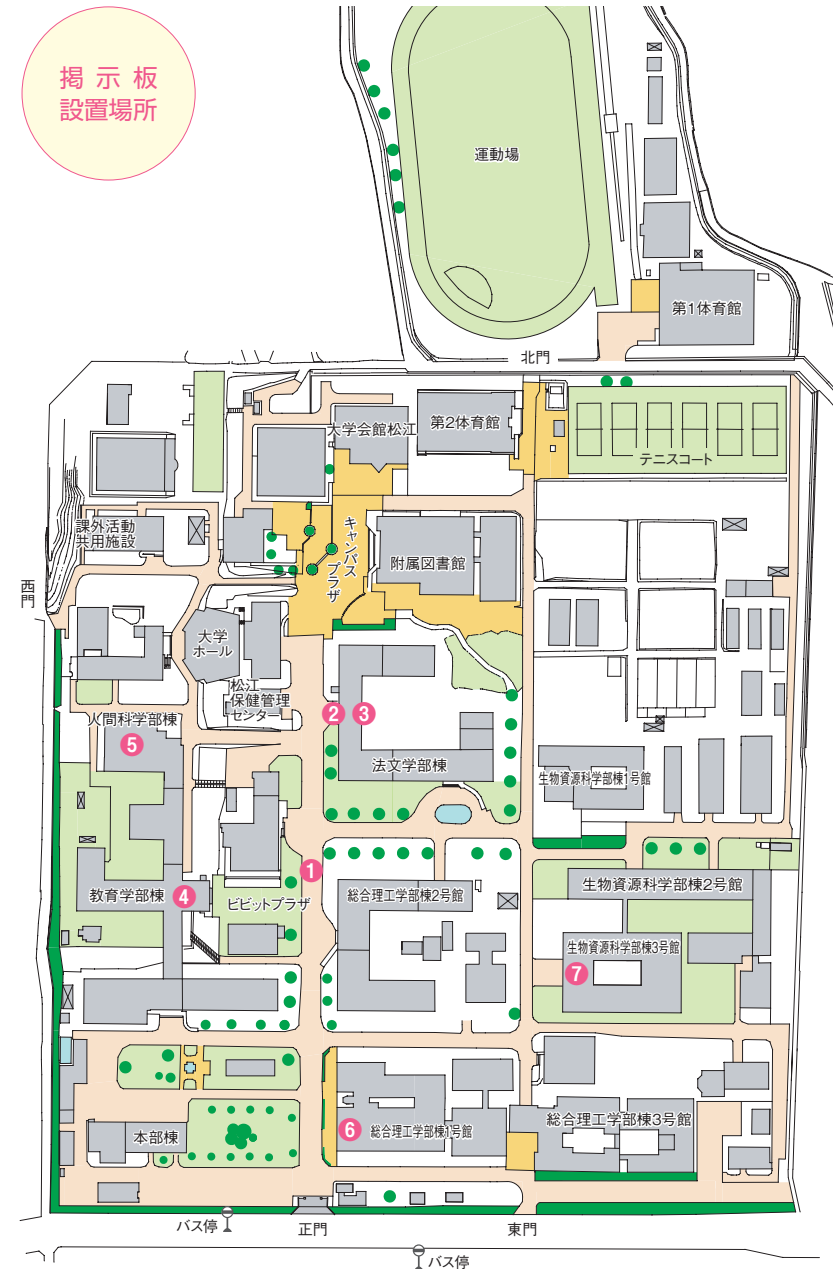 掲示板
設置場所
運動場
第1体育館
北門
大学会館松江
第2体育館
テニスコート
課外活動
共用施設
キャンパス
プラザ
附属図書館
西門
大学
ホール
松江
保健管理
センター
人間科学部棟
5
2
3
法文学部棟
生物資源科学部棟1号館
1
教育学部棟
4
ビビットプラザ
総合理工学部棟2号館
生物資源科学部棟2号館
生物資源科学部棟3号館
7
本部棟
6
総合理工学部棟1号館
総合理工学部棟3号館
バス停
正門
東門
バス停